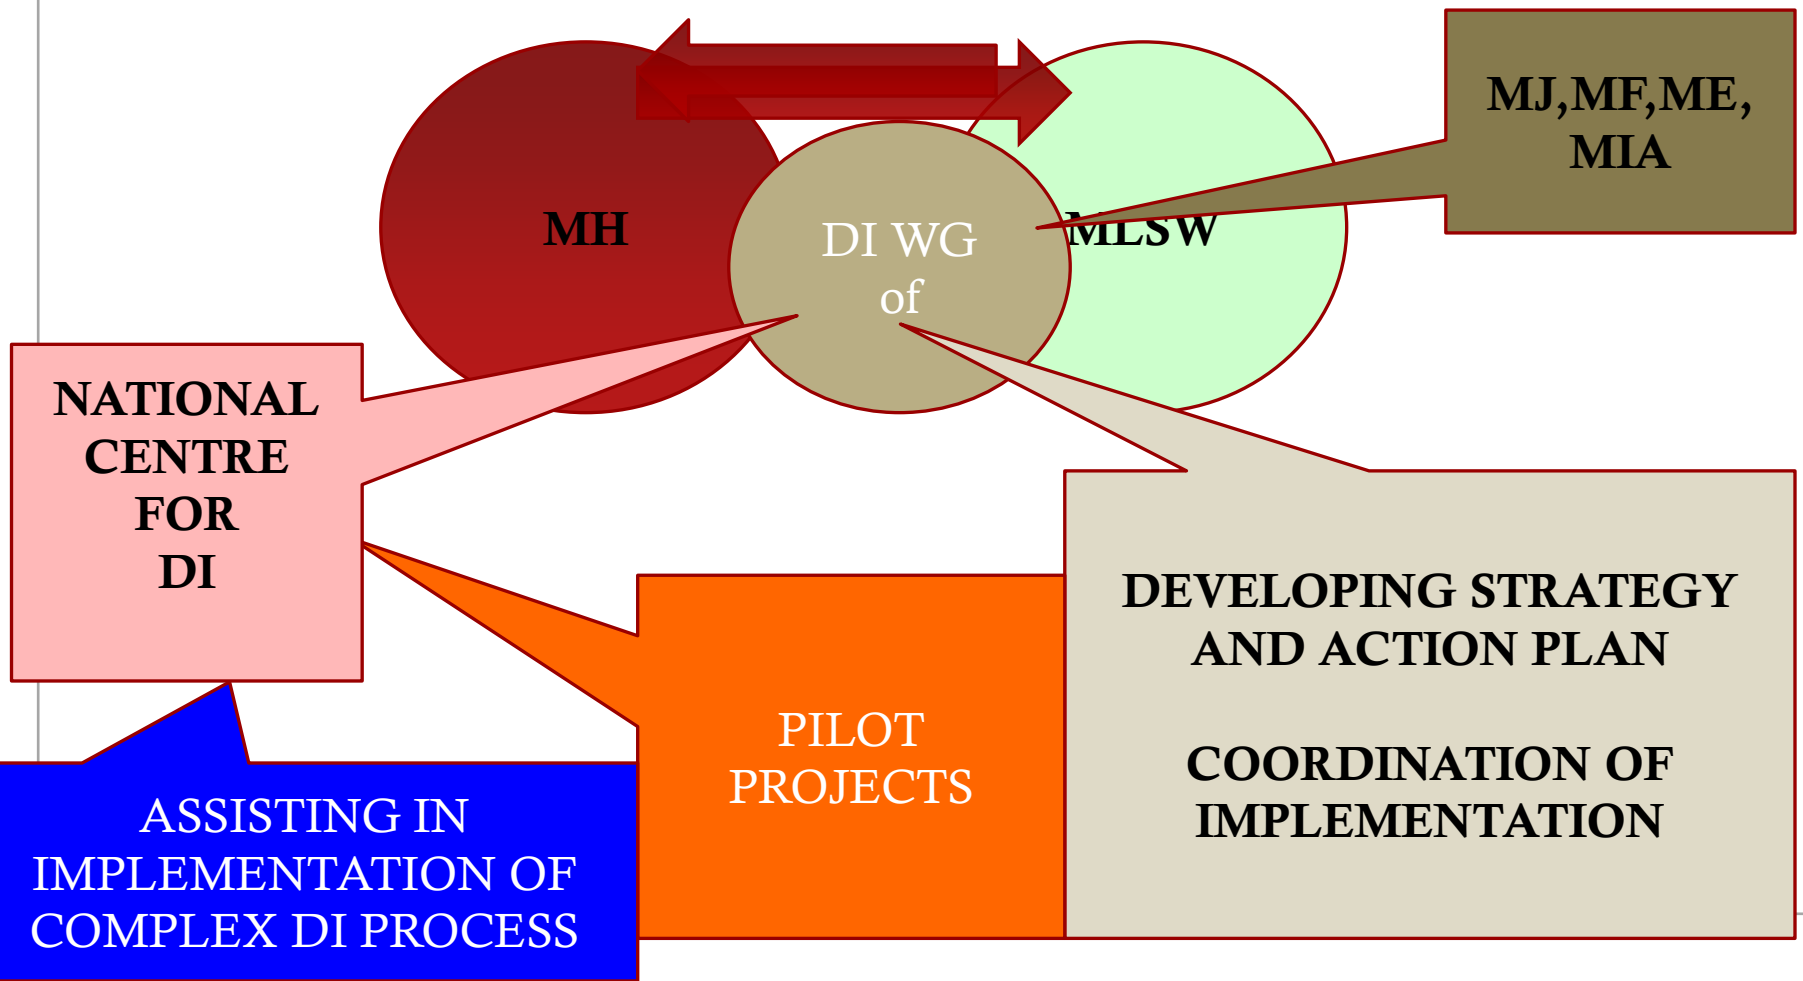 MJ,MF,ME,
MIA
MH
DI WG
of
MLSW
NATIONAL
CENTRE
FOR
DI
DEVELOPING STRATEGY
AND ACTION PLAN
COORDINATION OF
IMPLEMENTATION
PILOT
PROJECTS
ASSISTING IN
IMPLEMENTATION OF
COMPLEX DI PROCESS